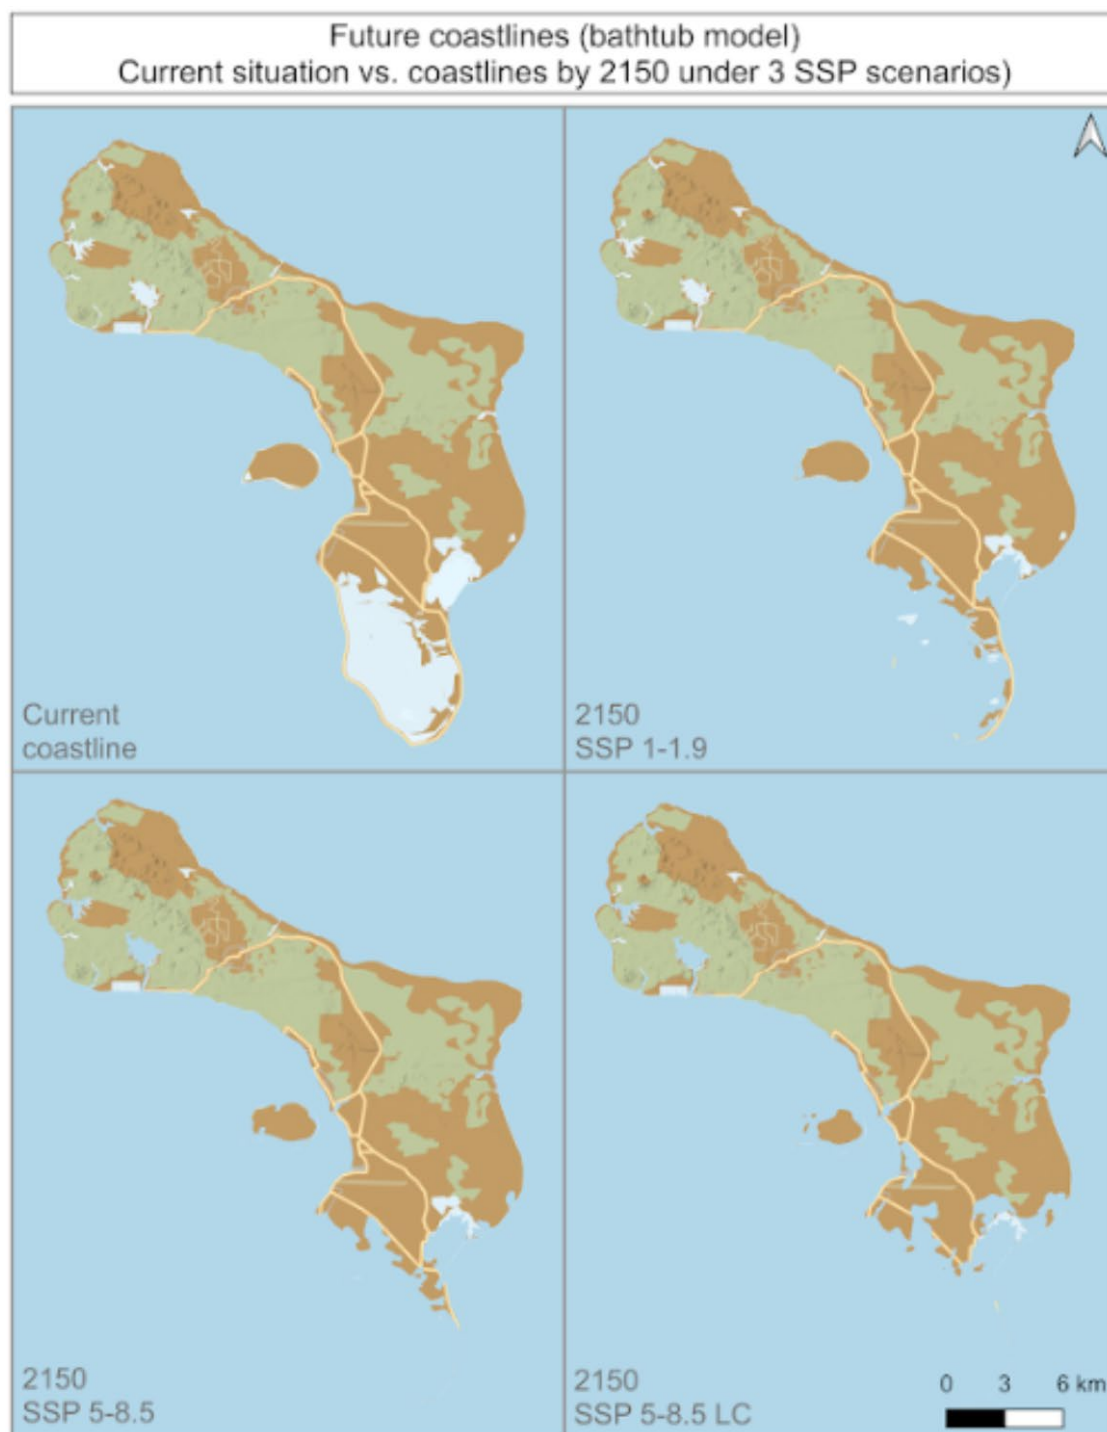 Future coastlines (bathtub model)
Current situation vs. coastlines by 2150 under 3 SSP scenarios)
Current
coastline
2150
SSP 1-1.9
2150
SSP 5-8.5
2150
SSP 5-8.5 LC
0 3 6 km